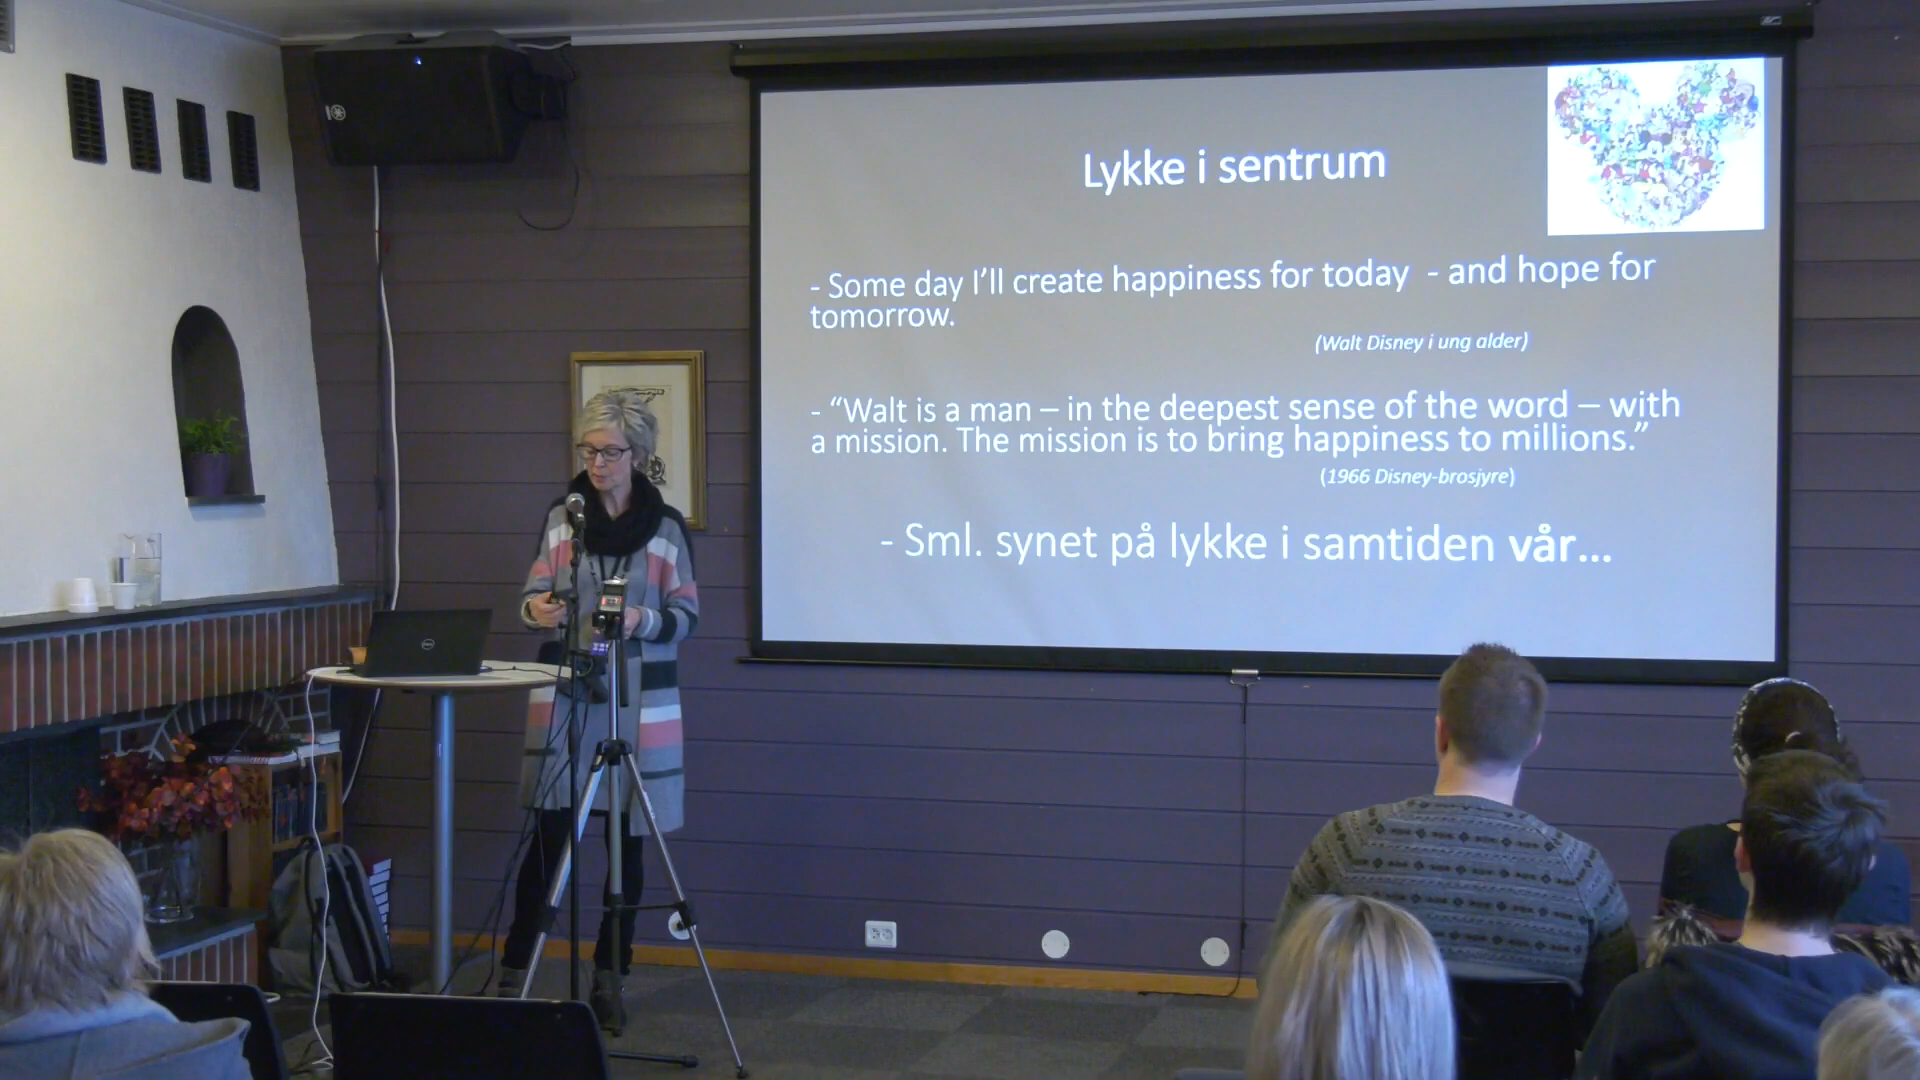 Lykke i sentrum
- Some day I’ll create happiness for today - and hope for
tomorrow.
(Walt Disney i ung alder)
- “Walt is a man – in the deepest sense of the word – with
a mission. The mission is to bring happiness to millions.”
(1966 Disney-brosjyre)
- Sml. synet på lykke i samtiden vår...
DELL